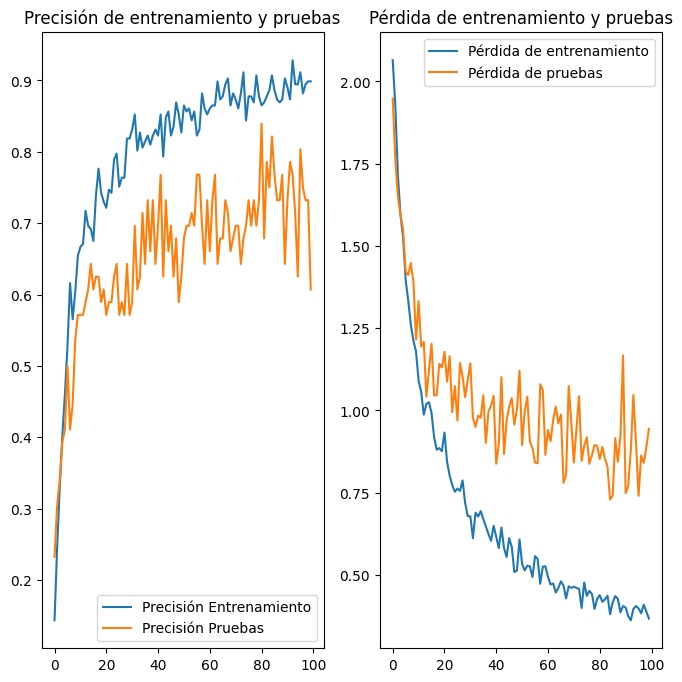 Precisión de entrenamiento y pruebas
0.9
0.8
0.7
0.6
0.5
0.4
0.3
0.2
Precisión Entrenamiento
Precisión Pruebas
0 20 40 60 80 100
Pérdida de entrenamiento y pruebas
Pérdida de entrenamiento
Pérdida de pruebas
2.00
1.75
1.50
1.25
1.00
0.75
0.50
0 20 40 60 80 100